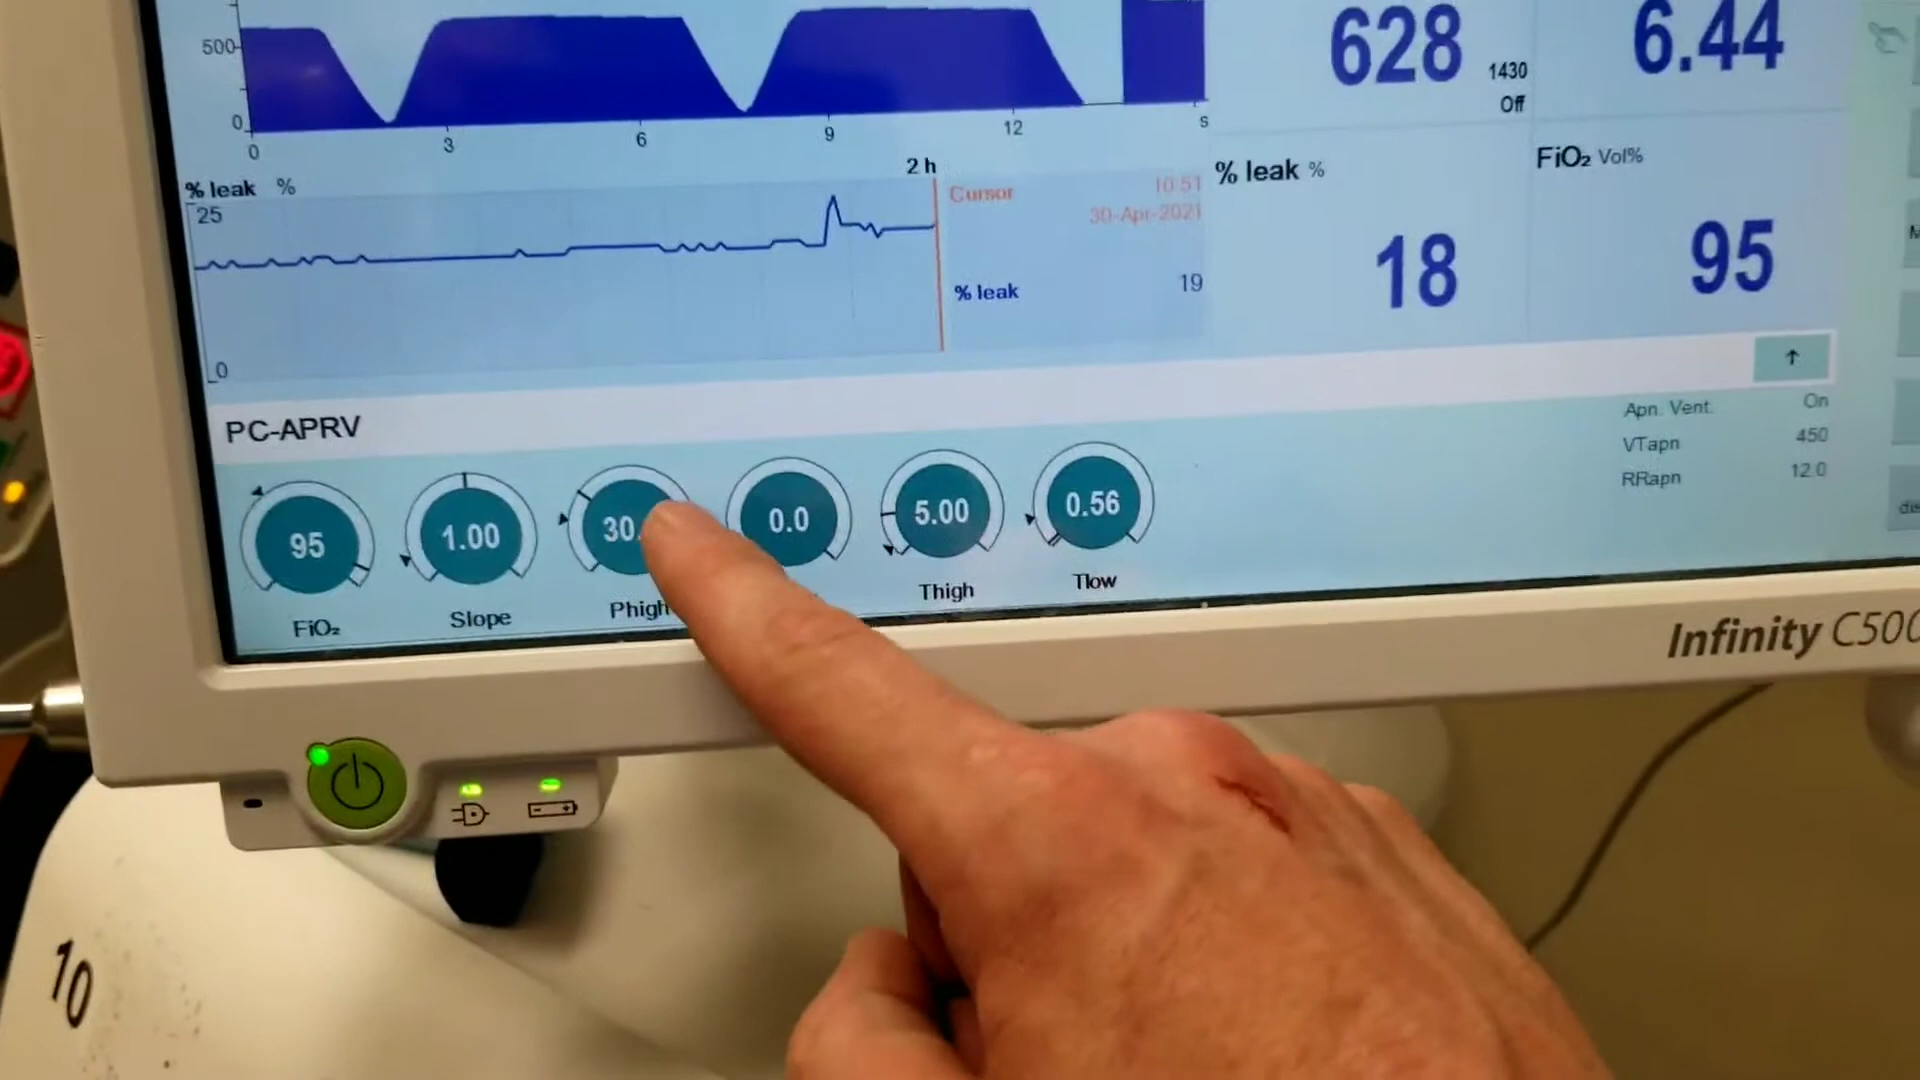 628
1430
Off
6.44
500
0
0
3
6
9
12
s
% leak %
25
0
2 h
Cursor
10:51
30-Apr-2021
% leak
19
% leak %
18
FiO₂ Vol%
95
PC-APRV
↑
Apn. Vent. On
VTapn 450
RRapn 12.0
95
1.00
30.
0.0
5.00
0.56
FiO₂
Slope
Phigh
Thigh
Tlow
Infinity C500
10